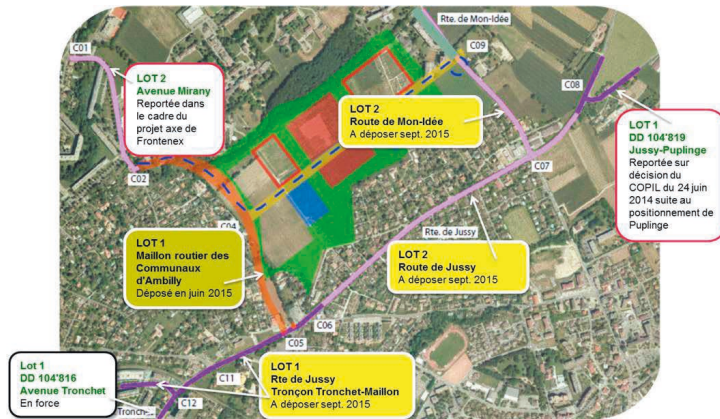 Rte. de Mon-Idée
C01
C09
LOT 2
Avenue Mirany
Reportée dans
le cadre du
projet axe de
Frontenex
C08
LOT 2
Route de Mon-Idée
A déposer sept. 2015
LOT 1
DD 104'819
Jussy-Puplinge
Reportée sur
décision du
COPIL du 24 juin
2014 suite au
positionnement de
Puplinge
C02
C07
C04
Rte. de Jussy
LOT 1
Maillon routier des
Communaux
d'Ambilly
Déposé en juin 2015
LOT 2
Route de Jussy
A déposer sept. 2015
C06
C05
Lot 1
DD 104'816
Avenue Tronchet
En force
C11
LOT 1
Rte de Jussy
Tronçon Tronchet-Maillon
A déposer sept. 2015
C12
Tronch